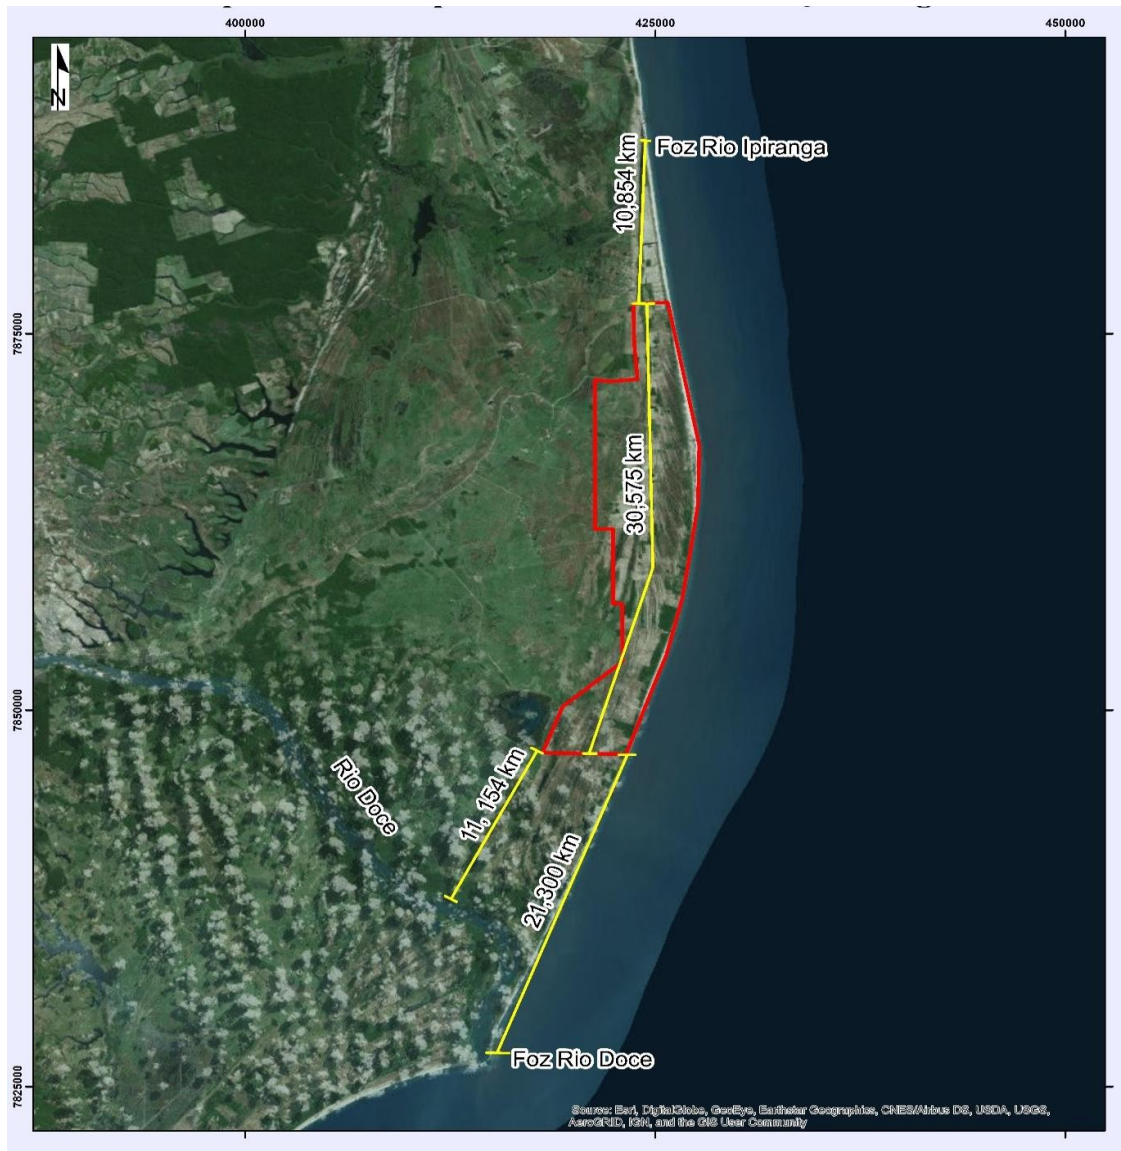 400000
425000
450000
N
Foz Rio Ipiranga
10,854 km
7875000
30,575 km
7850000
Rio Doce
11, 154 km
21,300 km
Foz Rio Doce
7825000
Source: Esri, DigitalGlobe, GeoEye, Earthstar Geographics, CNES/Airbus DS, USDA, USGS,
AeroGRID, IGN, and the GIS User Community